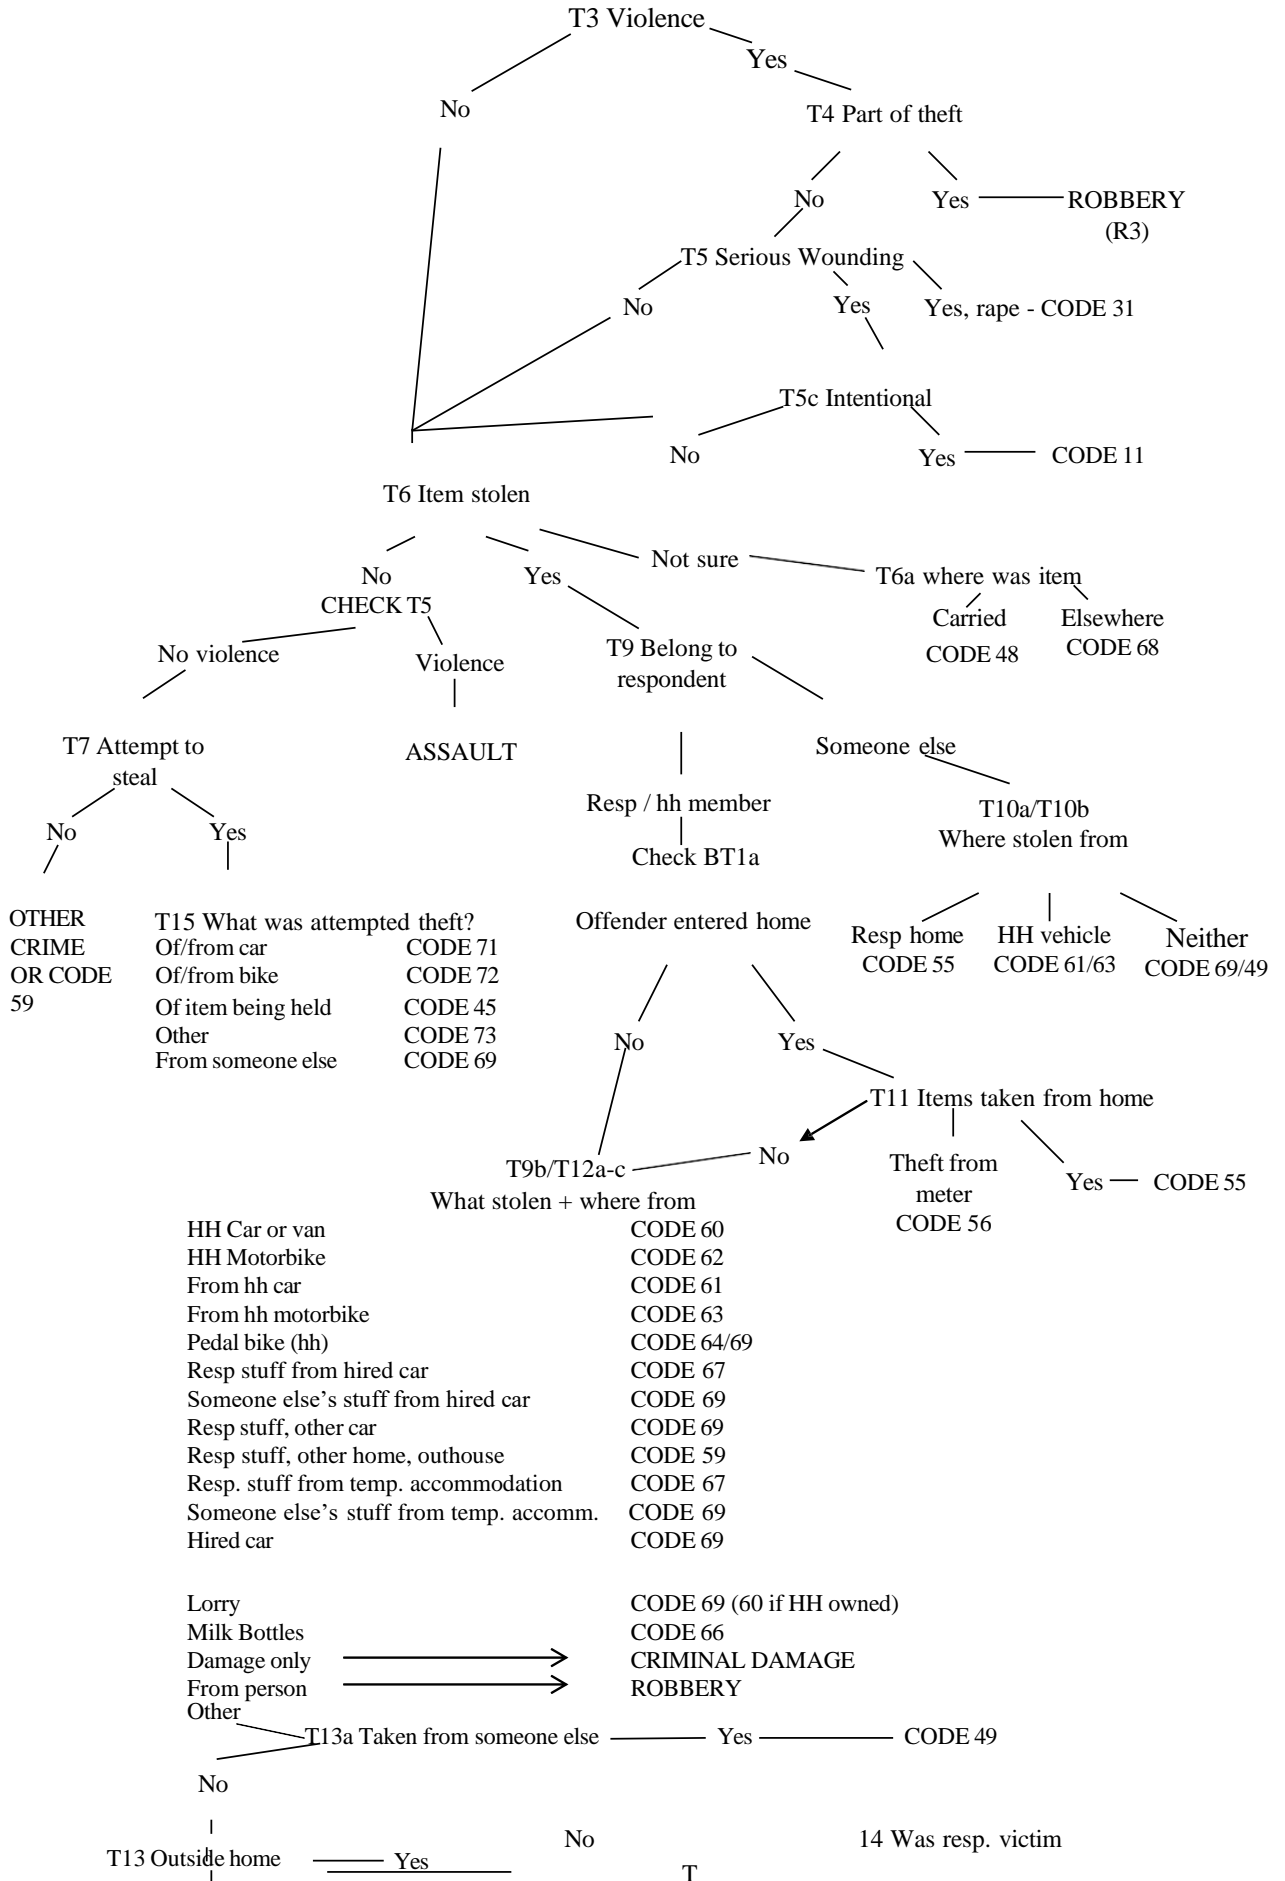 T3 Violence
Yes
No
T4 Part of theft
No
Yes
ROBBERY
(R3)
T5 Serious Wounding
No
Yes
Yes, rape - CODE 31
T5c Intentional
No
Yes
CODE 11
T6 Item stolen
No
Yes
Not sure
T6a where was item
CHECK T5
Carried
CODE 48
Elsewhere
CODE 68
No violence
Violence
T9 Belong to
respondent
T7 Attempt to
steal
ASSAULT
Someone else
Resp / hh member
Check BT1a
T10a/T10b
Where stolen from
No
Yes
OTHER
CRIME
OR CODE
59
T15 What was attempted theft?
Of/from car CODE 71
Of/from bike CODE 72
Of item being held CODE 45
Other CODE 73
From someone else CODE 69
Offender entered home
Resp home
CODE 55
HH vehicle
CODE 61/63
Neither
CODE 69/49
No
Yes
T11 Items taken from home
No
Theft from
meter
CODE 56
Yes
CODE 55
T9b/T12a-c
What stolen + where from
HH Car or van CODE 60
HH Motorbike CODE 62
From hh car CODE 61
From hh motorbike CODE 63
Pedal bike (hh) CODE 64/69
Resp stuff from hired car CODE 67
Someone else’s stuff from hired car CODE 69
Resp stuff, other car CODE 69
Resp stuff, other home, outhouse CODE 59
Resp. stuff from temp. accommodation CODE 67
Someone else’s stuff from temp. accomm. CODE 69
Hired car CODE 69
Lorry CODE 69 (60 if HH owned)
Milk Bottles CODE 66
Damage only CRIMINAL DAMAGE
From person ROBBERY
Other
T13a Taken from someone else Yes CODE 49
No
No 14 Was resp. victim
T13 Outside home Yes
T